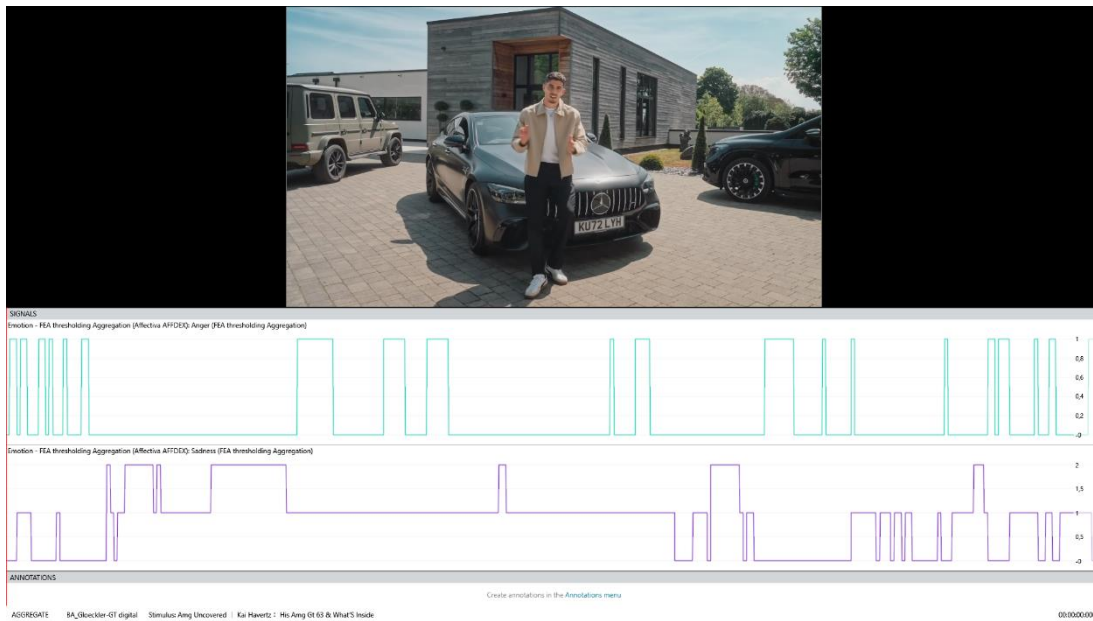 KU72 LYH
SIGNALS
Emotion - FEA thresholding Aggregation (Affectiva AFFDEX): Anger (FEA thresholding Aggregation)
1
0,8
0,6
0,4
0,2
-0
Emotion - FEA thresholding Aggregation (Affectiva AFFDEX): Sadness (FEA thresholding Aggregation)
2
1,5
1
0,5
-0
ANNOTATIONS
Create annotations in the Annotations menu
AGGREGATE BA_Gloeckler-GT digital Stimulus: Amg Uncovered | Kai Havertz : His Amg Gt 63 & What'S Inside 00:00:00:00